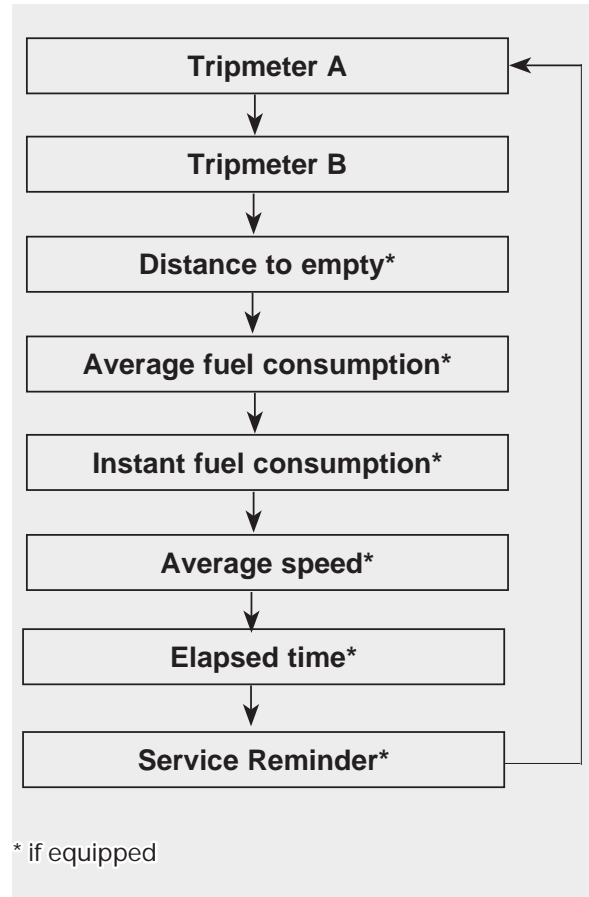 Tripmeter A
Tripmeter B
Distance to empty*
Average fuel consumption*
Instant fuel consumption*
Average speed*
Elapsed time*
Service Reminder*
* if equipped